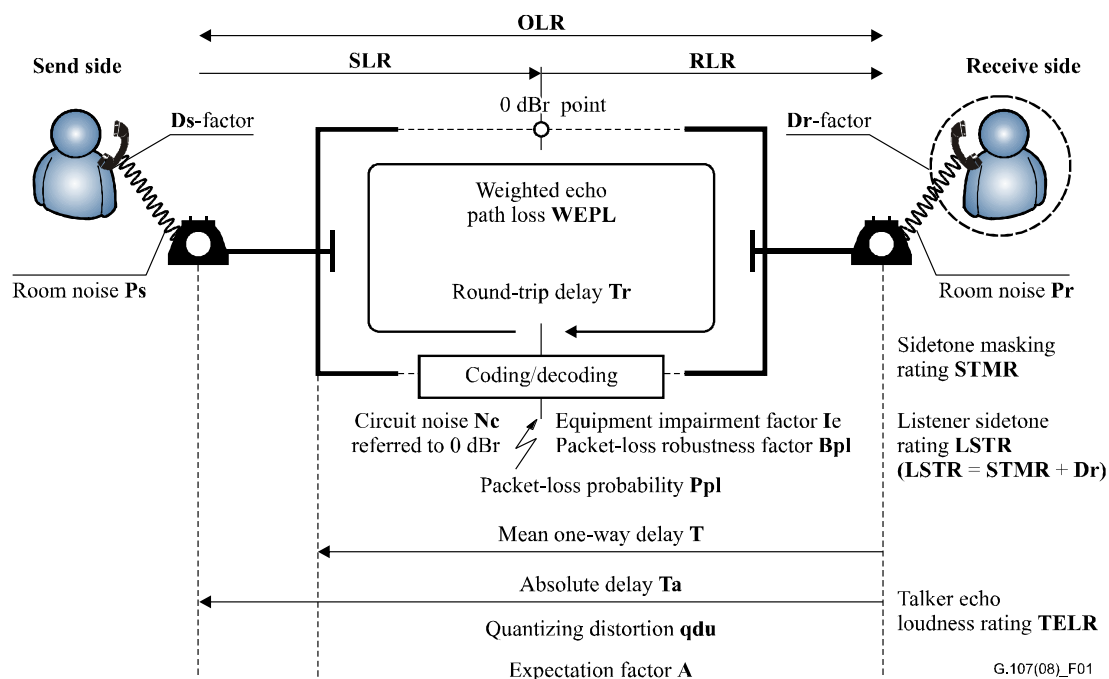 OLR
Send side
SLR
RLR
Receive side
0 dBr point
Ds-factor
Dr-factor
Weighted echo
path loss WEPL
Room noise Ps
Round-trip delay Tr
Room noise Pr
Sidetone masking
rating STMR
Coding/decoding
Circuit noise Nc
referred to 0 dBr
Equipment impairment factor Ie
Packet-loss robustness factor Bpl
Listener sidetone
rating LSTR
(LSTR = STMR + Dr)
Packet-loss probability Ppl
Mean one-way delay T
Absolute delay Ta
Talker echo
loudness rating TELR
Quantizing distortion qdu
Expectation factor A
G.107(08)_F01